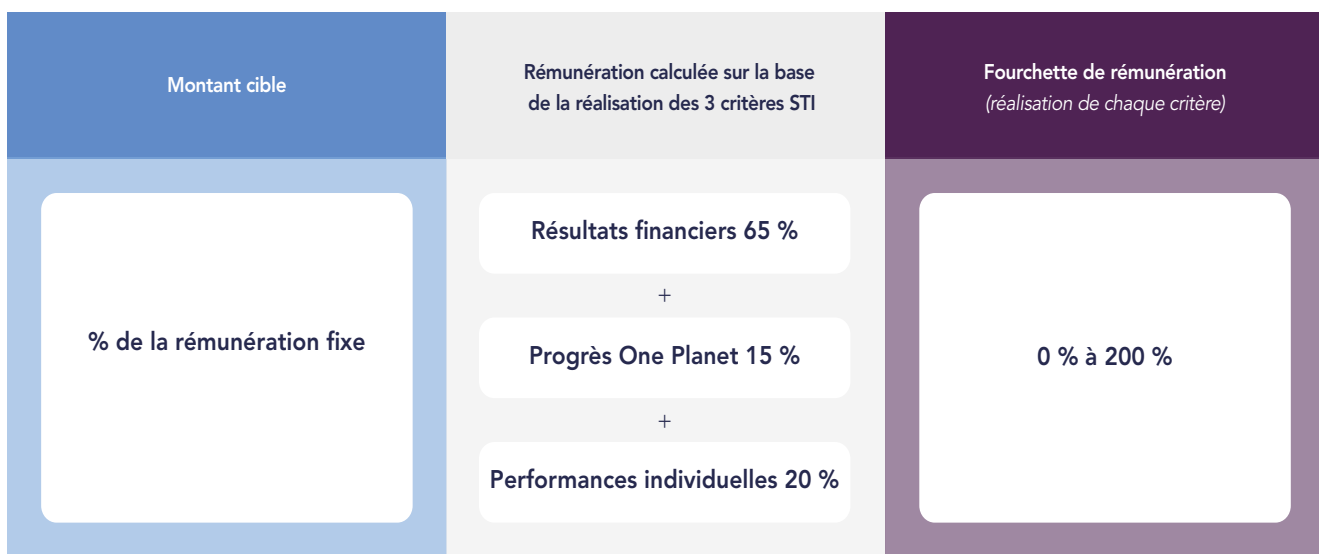 Montant cible
Rémunération calculée sur la base
de la réalisation des 3 critères STI
Fourchette de rémunération
(réalisation de chaque critère)
% de la rémunération fixe
Résultats financiers 65 %
+
Progrès One Planet 15 %
+
Performances individuelles 20 %
0 % à 200 %